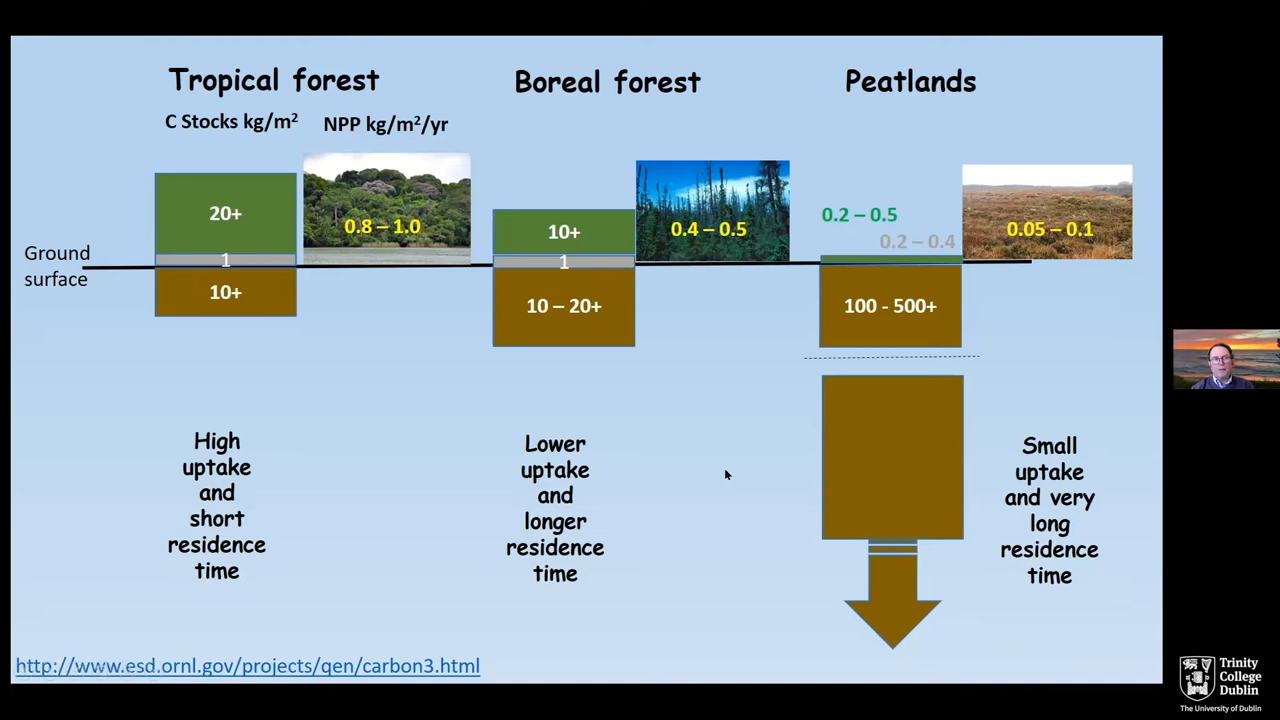 Tropical forest
Boreal forest
Peatlands
C Stocks kg/m²
NPP kg/m²/yr
20+
0.8 – 1.0
10+
0.4 – 0.5
0.2 – 0.5
0.2 – 0.4
0.05 – 0.1
Ground
surface
1
1
10+
10 – 20+
100 - 500+
High
uptake
and
short
residence
time
Lower
uptake
and
longer
residence
time
Small
uptake
and very
long
residence
time
http://www.esd.ornl.gov/projects/qen/carbon3.html
Trinity
College
Dublin
The University of Dublin